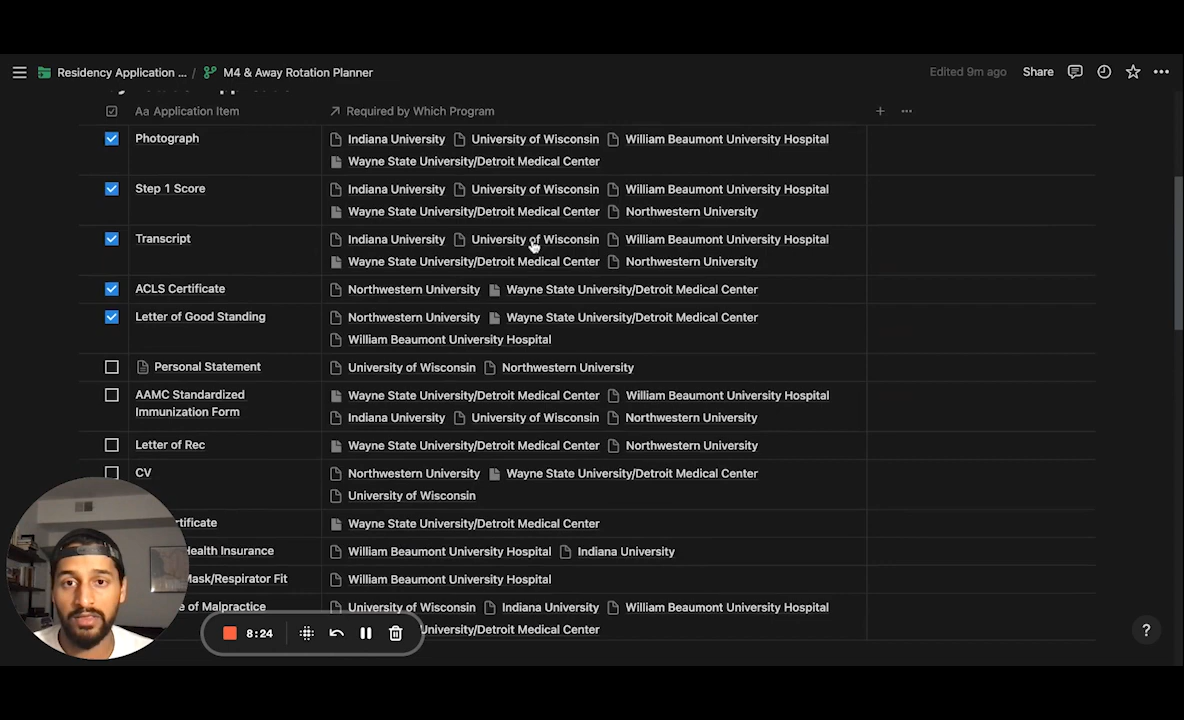 Residency Application ... / M4 & Away Rotation Planner
Edited 9m ago Share
Aa Application Item Required by Which Program
Photograph Indiana University University of Wisconsin William Beaumont University Hospital
Wayne State University/Detroit Medical Center
Step 1 Score Indiana University University of Wisconsin William Beaumont University Hospital
Wayne State University/Detroit Medical Center Northwestern University
Transcript Indiana University University of Wisconsin William Beaumont University Hospital
Wayne State University/Detroit Medical Center Northwestern University
ACLS Certificate Northwestern University Wayne State University/Detroit Medical Center
Letter of Good Standing Northwestern University Wayne State University/Detroit Medical Center
William Beaumont University Hospital
Personal Statement University of Wisconsin Northwestern University
AAMC Standardized Wayne State University/Detroit Medical Center William Beaumont University Hospital
Immunization Form Indiana University University of Wisconsin Northwestern University
Letter of Rec Wayne State University/Detroit Medical Center Northwestern University
CV Northwestern University Wayne State University/Detroit Medical Center
University of Wisconsin
rtificate Wayne State University/Detroit Medical Center
Health Insurance William Beaumont University Hospital Indiana University
Mask/Respirator Fit William Beaumont University Hospital
of Malpractice University of Wisconsin Indiana University William Beaumont University Hospital
University/Detroit Medical Center
8:24
?